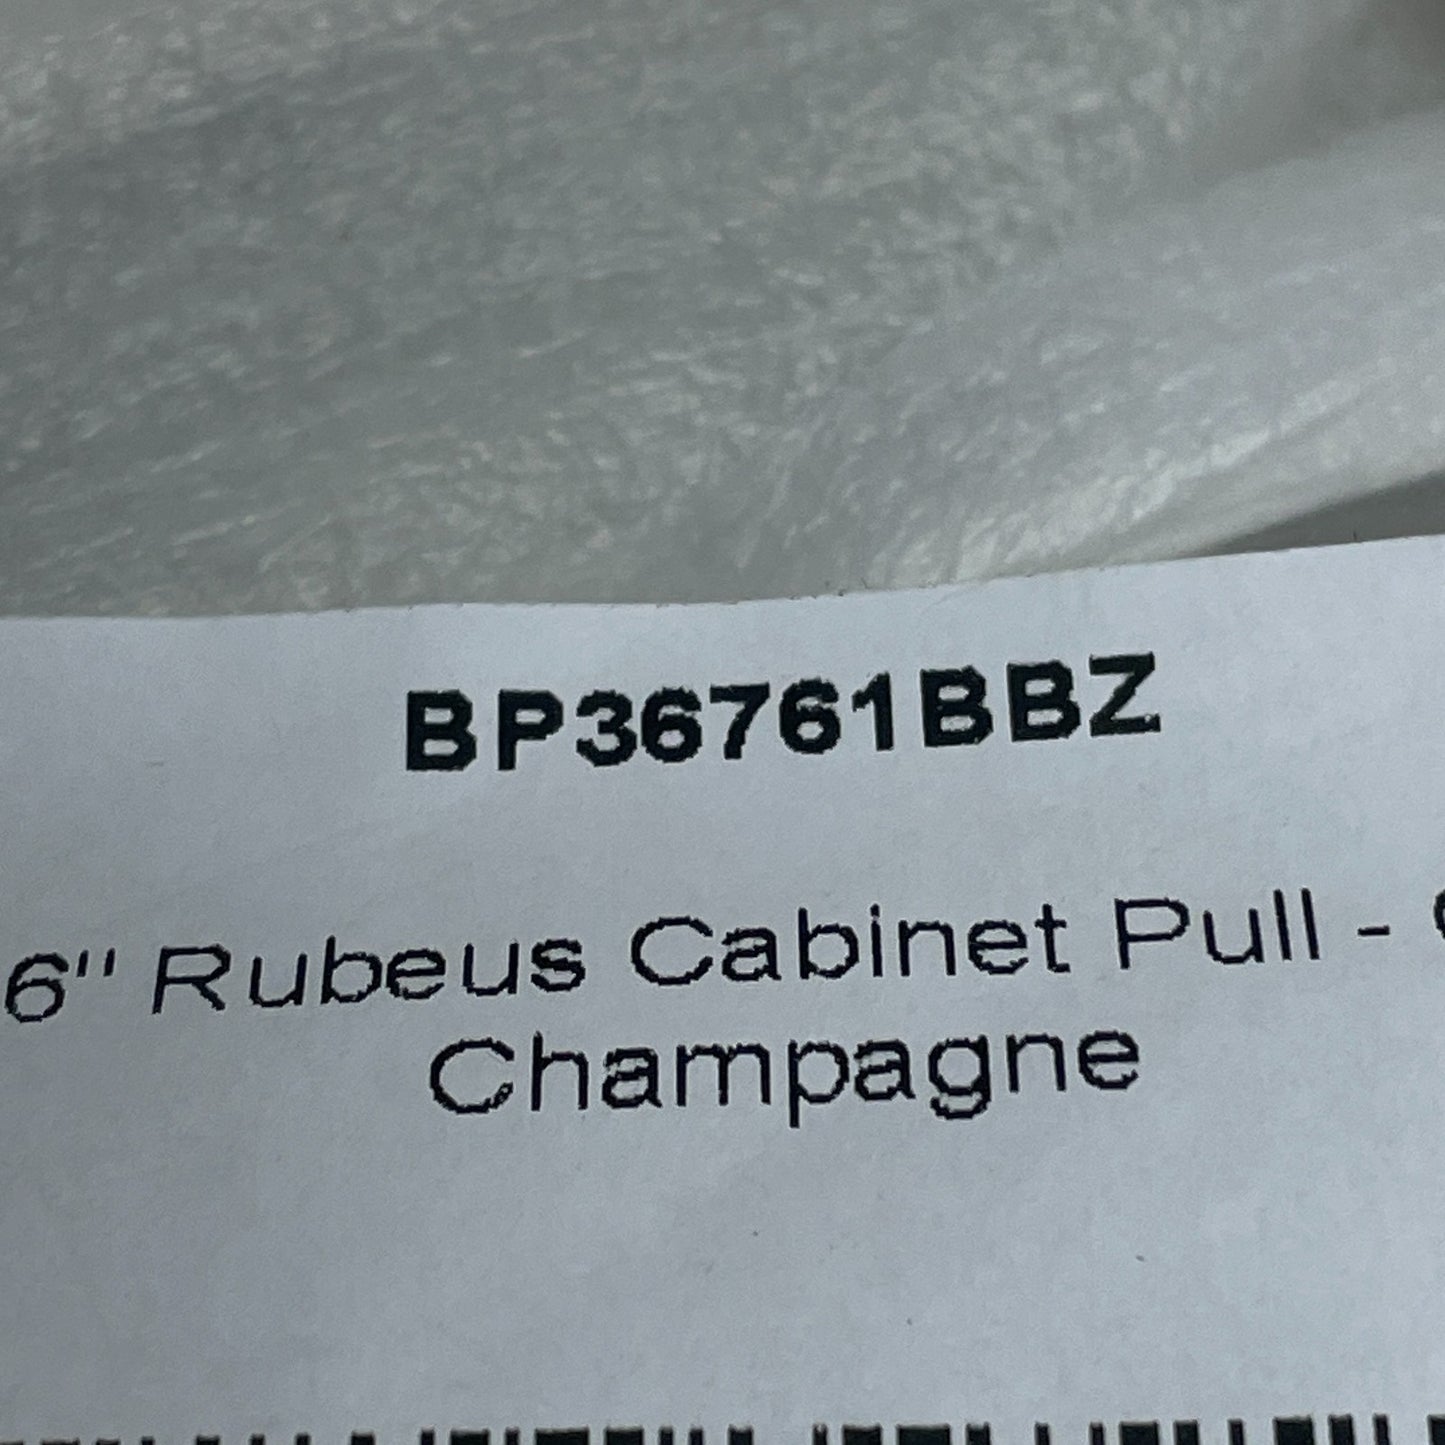 BP36761BBZ
6" Rubeus Cabinet Pull -
Champagne